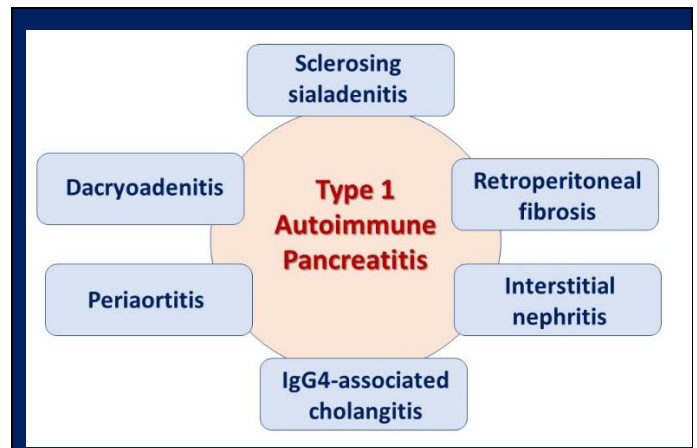 Sclerosing
sialadenitis
Dacryoadenitis
Type 1
Autoimmune
Pancreatitis
Retroperitoneal
fibrosis
Periaortitis
Interstitial
nephritis
IgG4-associated
cholangitis